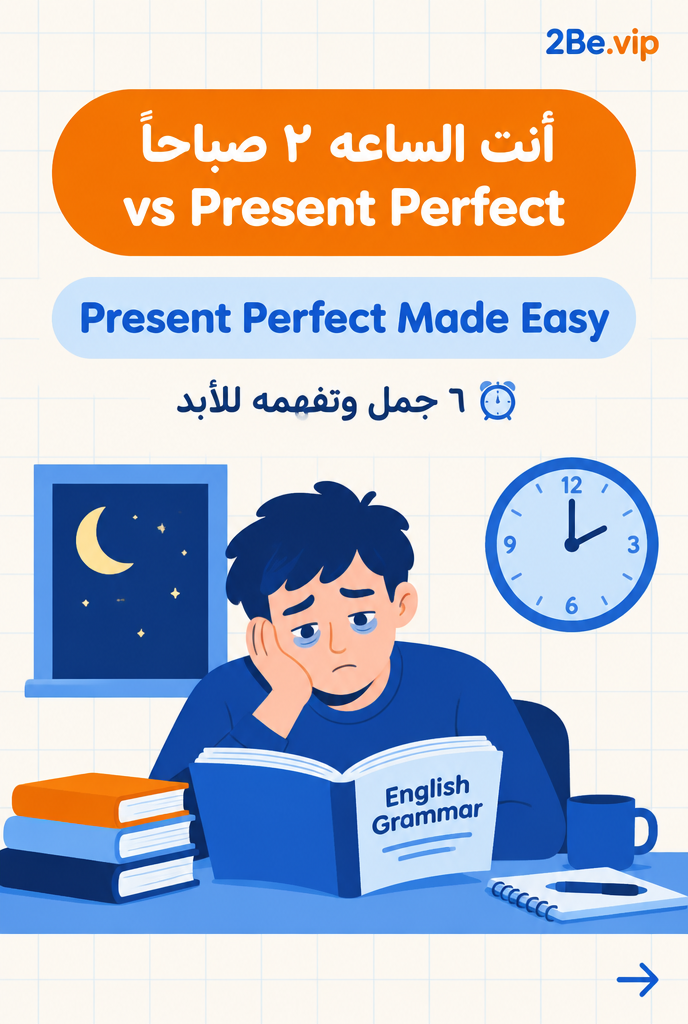 2Be.vip
أنت الساعه ٢ صباحاً
vs Present Perfect
Present Perfect Made Easy
٦ جمل وتفهمه للأبد
12
9
3
6
English
Grammar